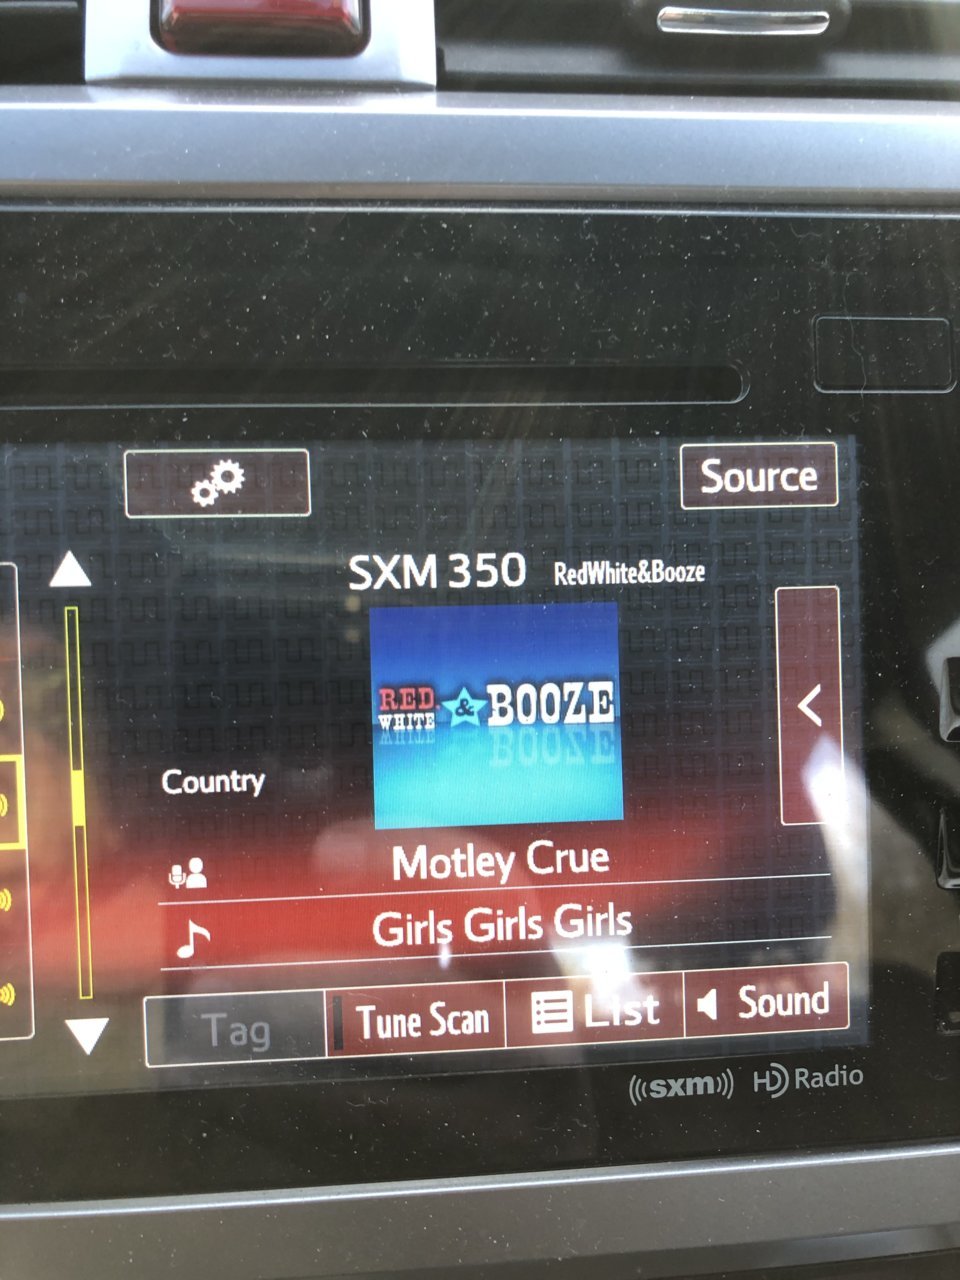 Source
SXM 350 RedWhite&Booze
RED
WHITE
& BOOZE
Country
Motley Crue
Girls Girls Girls
Tag
Tune Scan
List
Sound
((sxm)) HD Radio